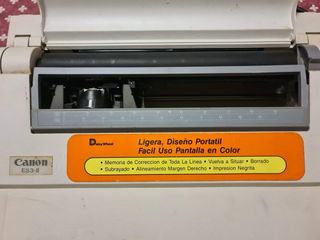 Daisy Wheel
Ligera, Diseño Portatil
Facil Uso Pantalla en Color
• Memoria de Correccion de Toda La Linea • Vuelva a Situar • Borrado
• Subrayado • Alineamiento Margen Derecho • Impresion Negrita
Canon
ES3-II